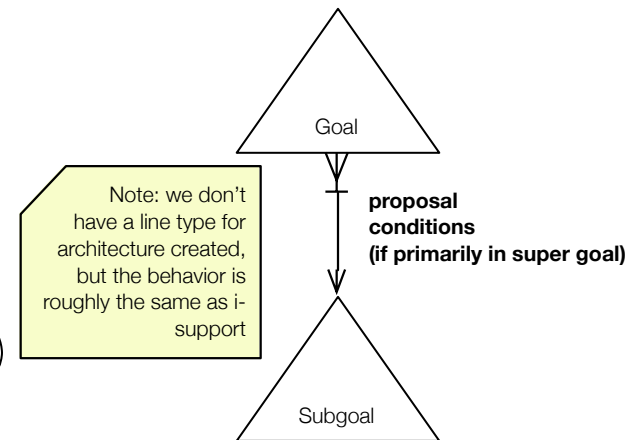 Goal
Note: we don't
have a line type for
architecture created,
but the behavior is
roughly the same as i-
support
proposal
conditions
(if primarily in super goal)
Subgoal